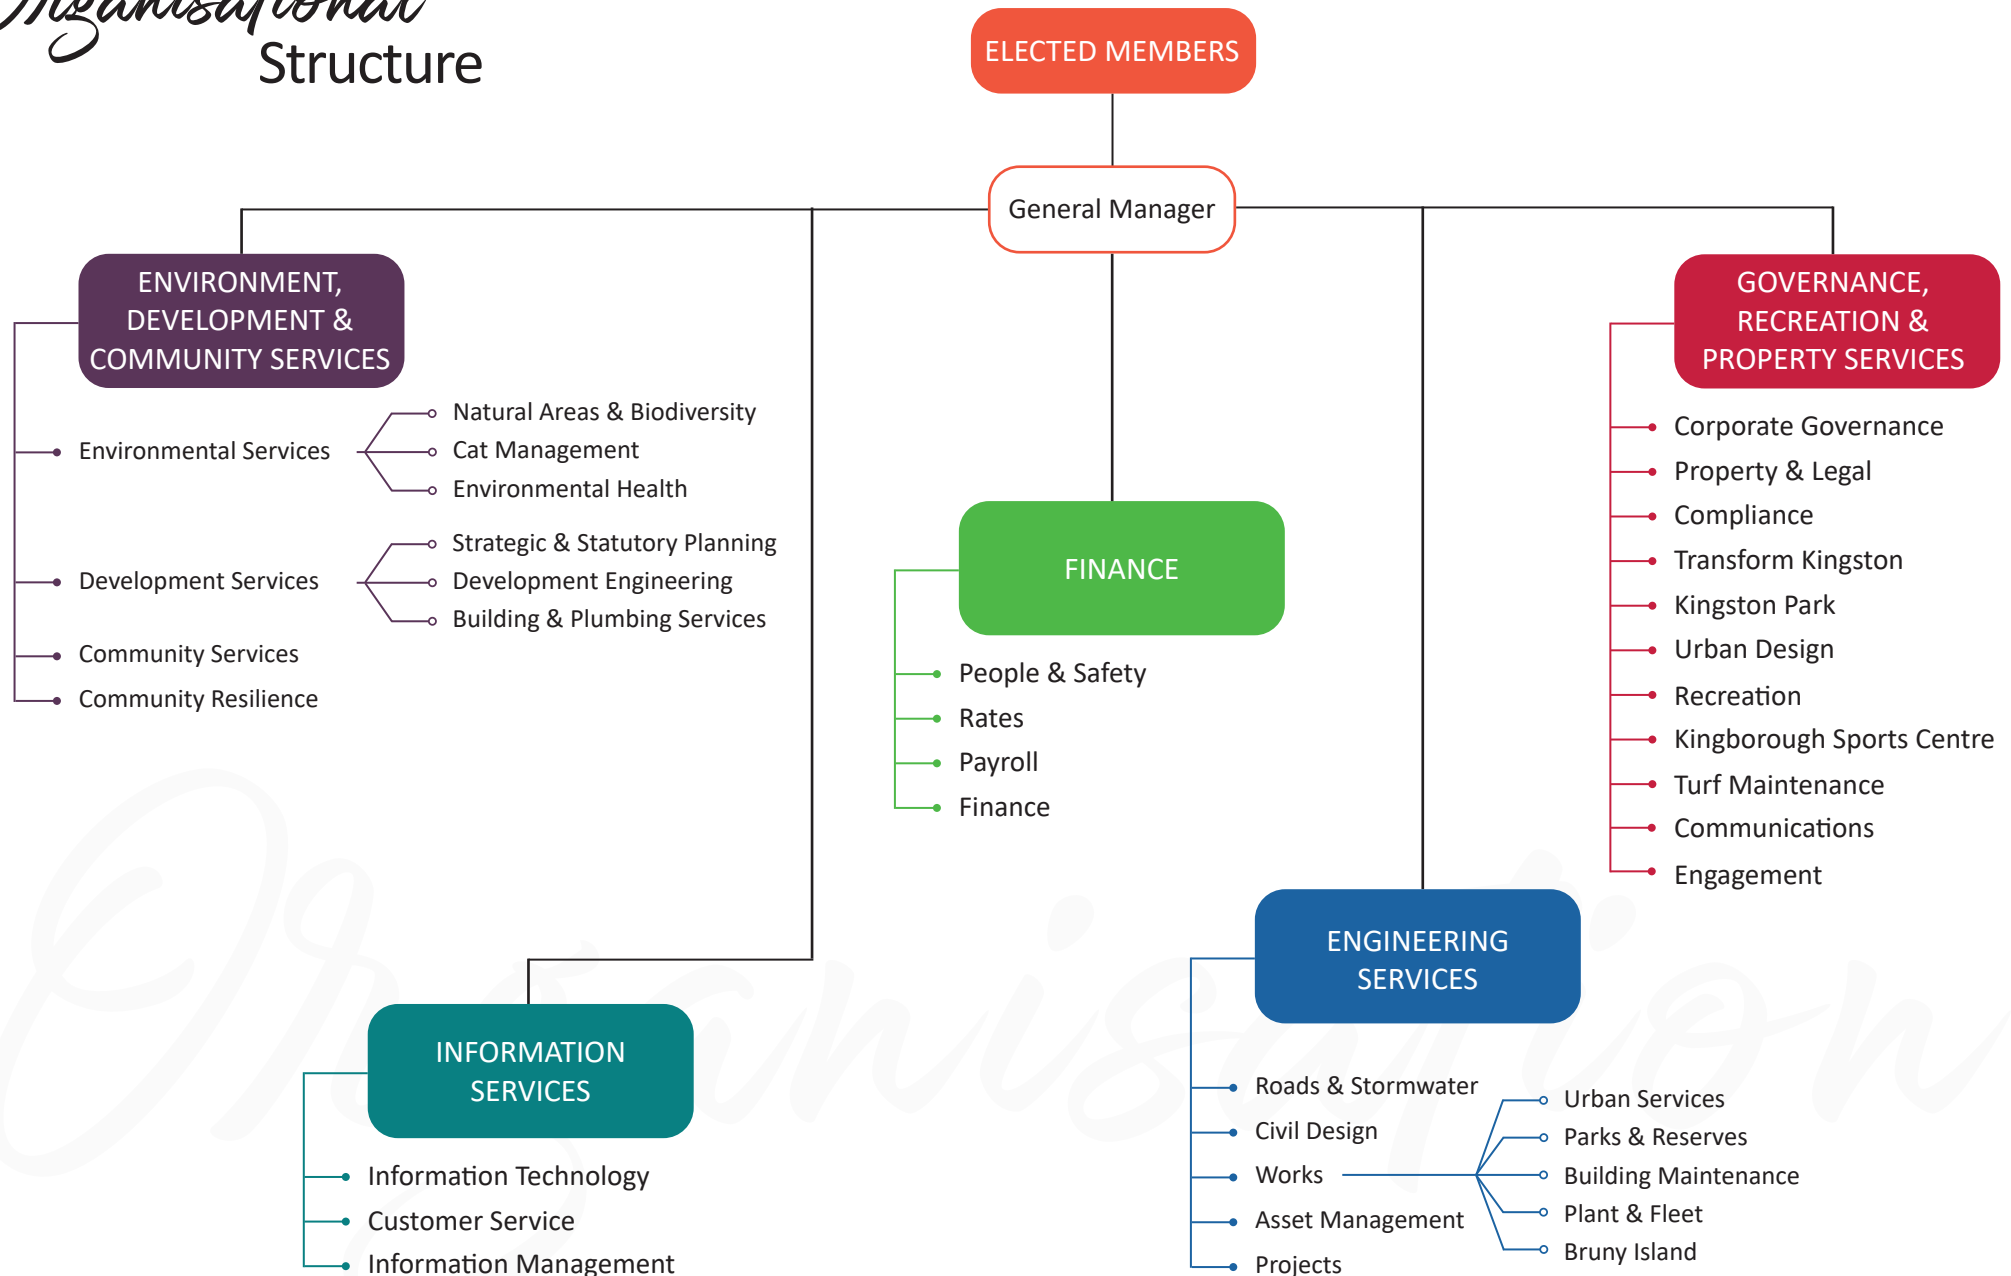 Organisational
Structure
ELECTED MEMBERS
General Manager
ENVIRONMENT,
DEVELOPMENT &
COMMUNITY SERVICES
Environmental Services
Natural Areas & Biodiversity
Cat Management
Environmental Health
Development Services
Strategic & Statutory Planning
Development Engineering
Building & Plumbing Services
Community Services
Community Resilience
INFORMATION
SERVICES
Information Technology
Customer Service
Information Management
FINANCE
People & Safety
Rates
Payroll
Finance
ENGINEERING
SERVICES
Roads & Stormwater
Civil Design
Works
Urban Services
Parks & Reserves
Building Maintenance
Plant & Fleet
Bruny Island
Asset Management
Projects
GOVERNANCE,
RECREATION &
PROPERTY SERVICES
Corporate Governance
Property & Legal
Compliance
Transform Kingston
Kingston Park
Urban Design
Recreation
Kingborough Sports Centre
Turf Maintenance
Communications
Engagement
Organisation